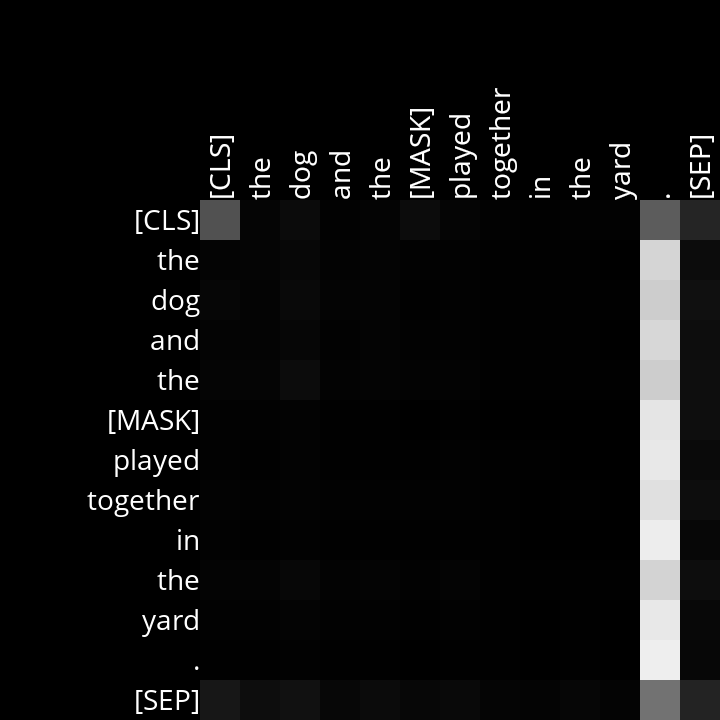 [CLS] the dog and the [MASK] played together in the yard . [SEP]
[CLS]
the
dog
and
the
[MASK]
played
together
in
the
yard
.
[SEP]